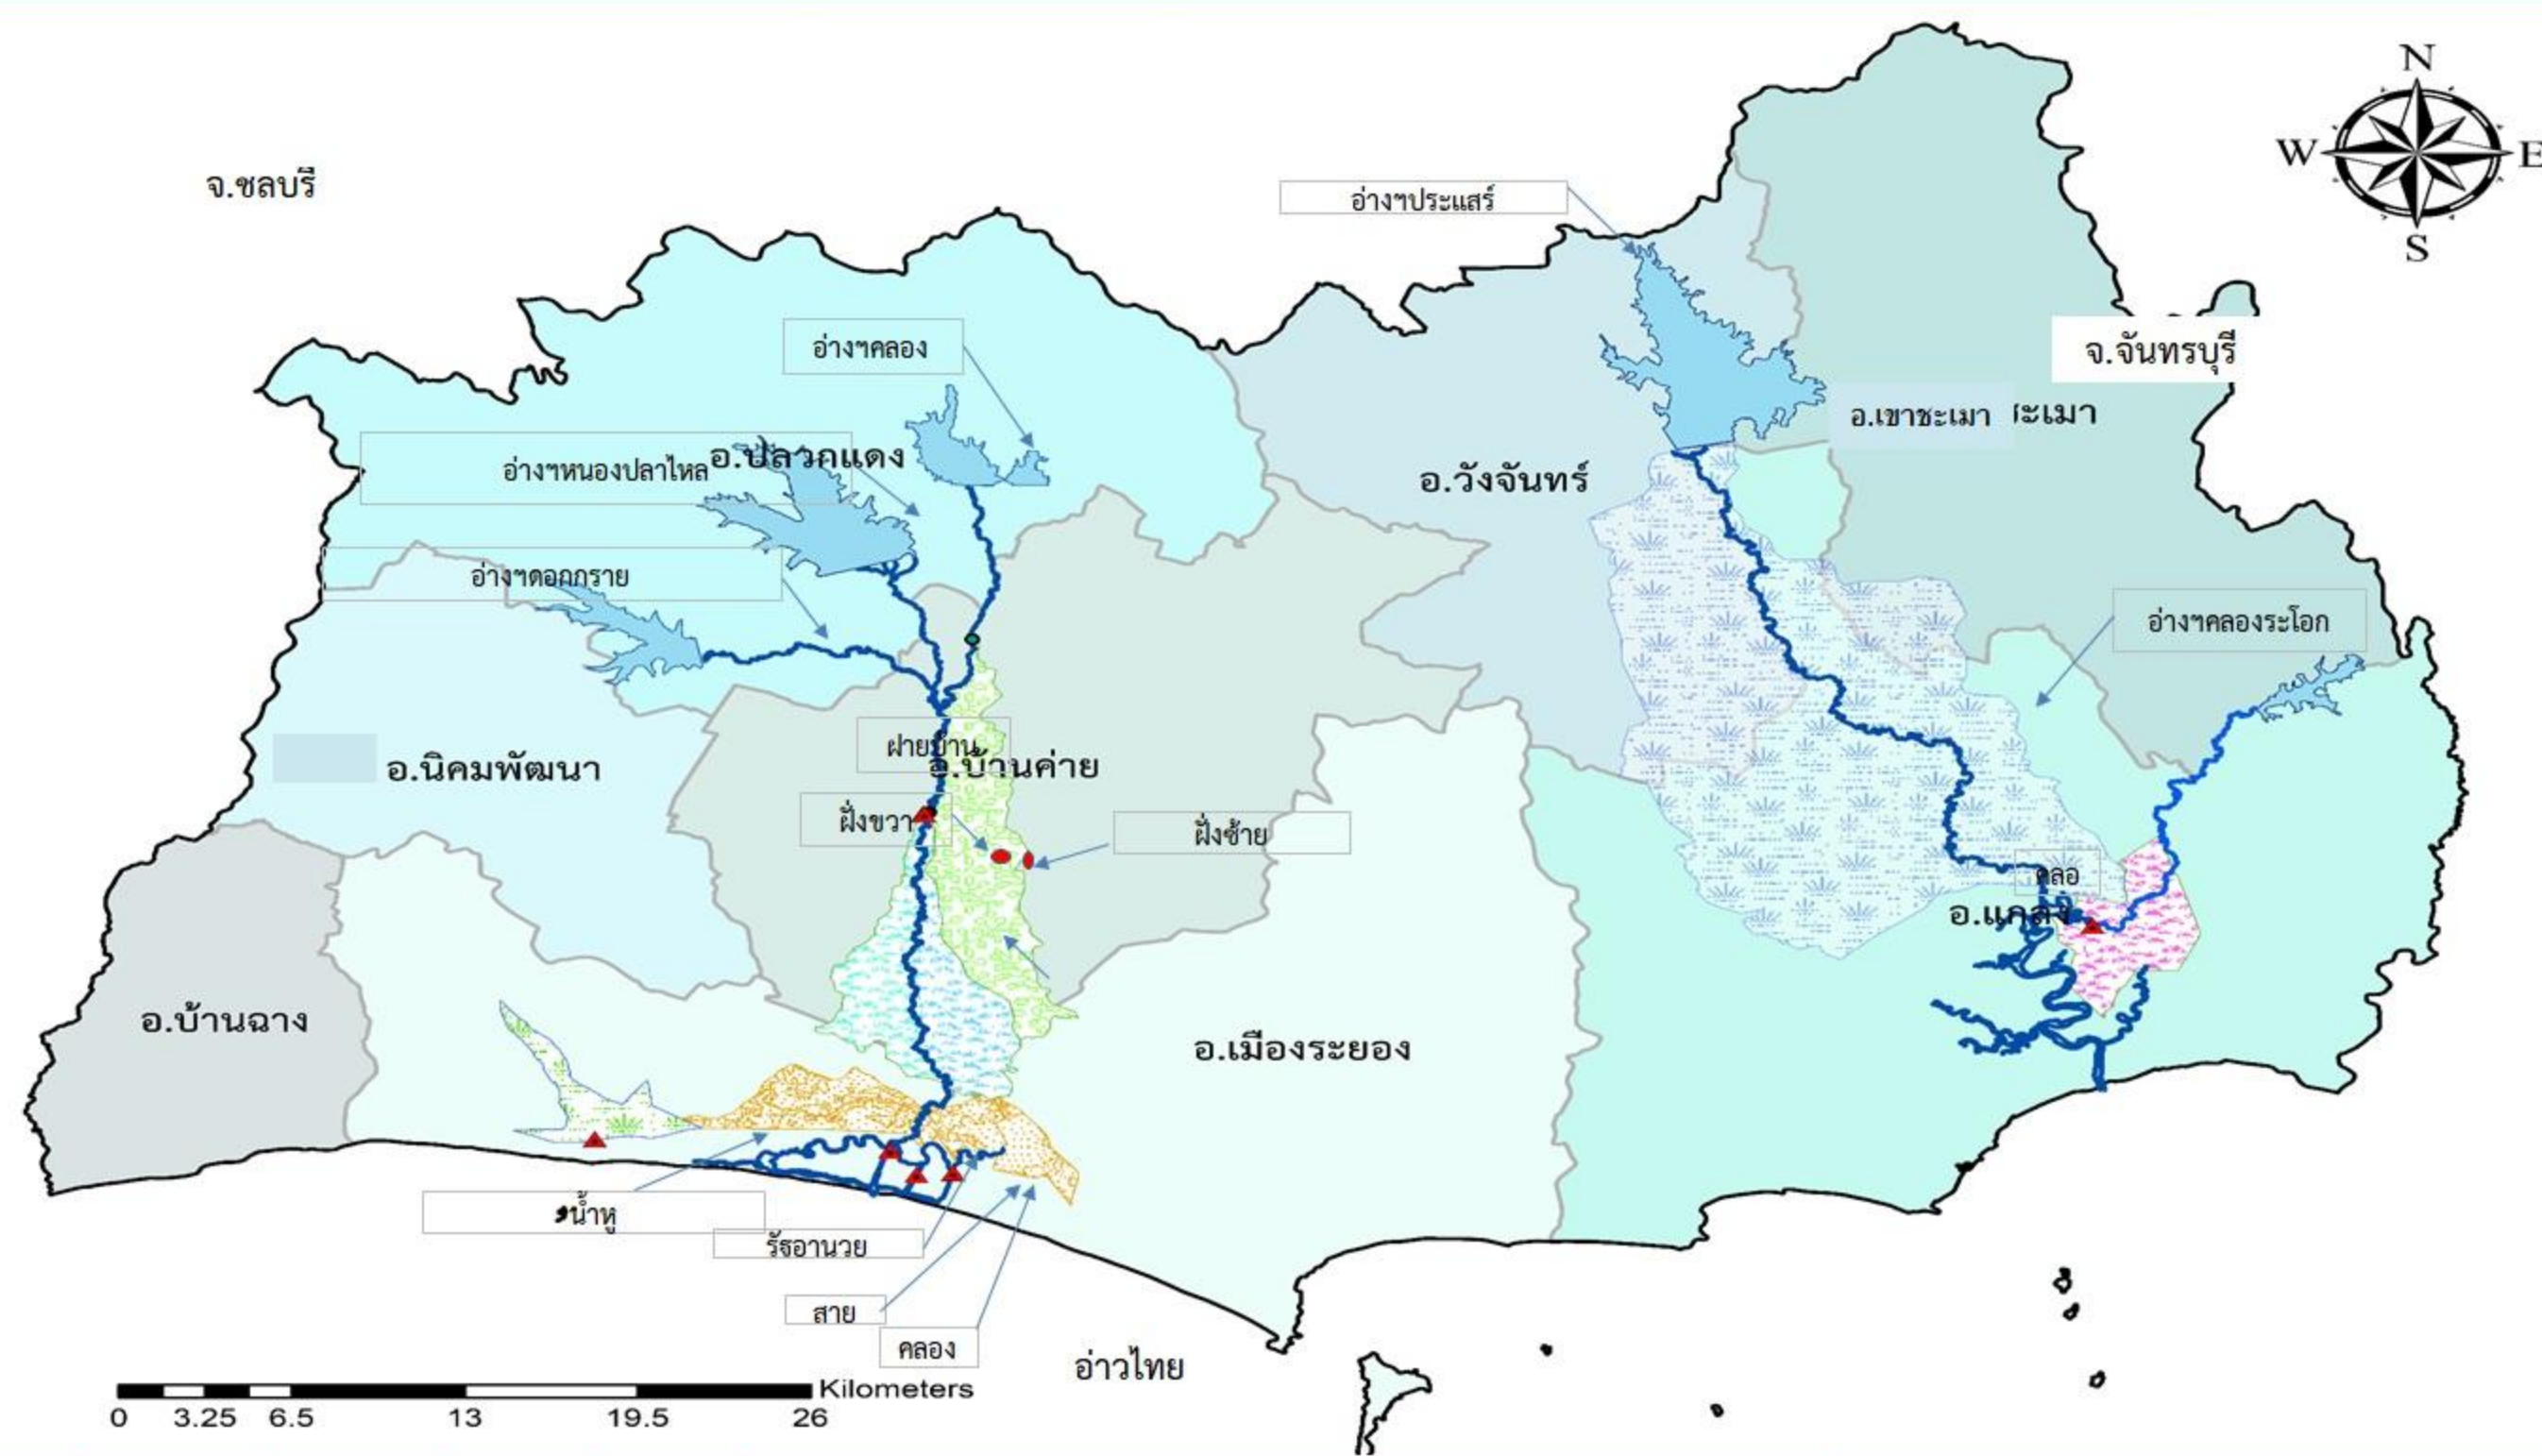 N
W
E
S
จ.ชลบุรี
อ่างฯประแสร์
อ่างฯคลอง
จ.จันทรบุรี
อ.เขาชะเมา
ะเมา
อ.ปลวกแดง
อ่างฯหนองปลาไหล
อ.วังจันทร์
อ่างฯดอกกราย
อ่างฯคลองระโอก
ฝายบ้าน
อ.บ้านค่าย
อ.นิคมพัฒนา
ฝั่งขวา
ฝั่งซ้าย
คลอ
อ.แกลง
อ.บ้านฉาง
อ.เมืองระยอง
น้ำหู
รัฐอานวย
สาย
คลอง
อ่าวไทย
Kilometers
0 3.25 6.5 13 19.5 26